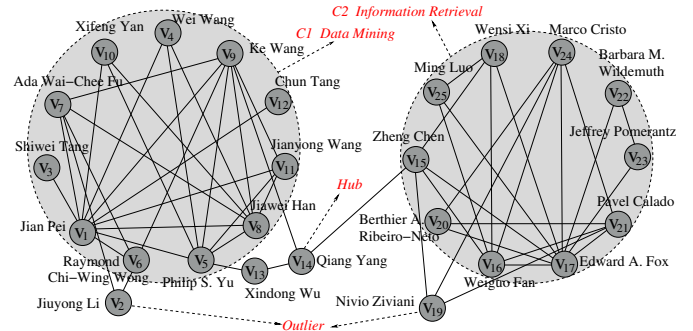 C2 Information Retrieval
C1 Data Mining
Wei Wang
V4
Xifeng Yan
V10
Ke Wang
V9
Ada Wai-Chee Fu
V7
Chun Tang
V12
Shiwei Tang
V3
Jianyong Wang
V11
Jian Pei
V1
Jiawei Han
V8
Raymond
Chi-Wing Wong
V6
V5
Philip S. Yu
V13
Xindong Wu
Hub
V14
Qiang Yang
Jiuyong Li
V2
Outlier
Wensi Xi
V18
Marco Cristo
V24
Ming Luo
V25
Barbara M.
Wildemuth
V22
Zheng Chen
V15
Jeffrey Pomerantz
V23
Berthier A.
Ribeiro-Neto
V20
Pavel Calado
V21
V16
Weiguo Fan
V17
Edward A. Fox
Nivio Ziviani
V19